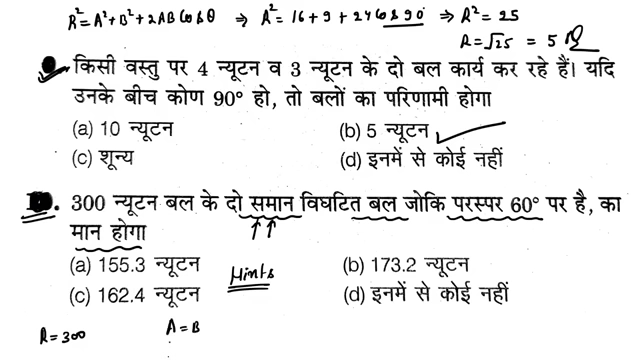 R² = A² + B² + 2AB Cosθ ⇒ R² = 16 + 9 + 24 Cos 90 ⇒ R² = 25
R = √25 = 5
किसी वस्तु पर 4 न्यूटन व 3 न्यूटन के दो बल कार्य कर रहे हैं। यदि
उनके बीच कोण 90° हो, तो बलों का परिणामी होगा
(a) 10 न्यूटन (b) 5 न्यूटन
(c) शून्य (d) इनमें से कोई नहीं
300 न्यूटन बल के दो समान विघटित बल जोकि परस्पर 60° पर है, का
मान होगा
(a) 155.3 न्यूटन (b) 173.2 न्यूटन
Hints
(c) 162.4 न्यूटन (d) इनमें से कोई नहीं
R = 300 A = B